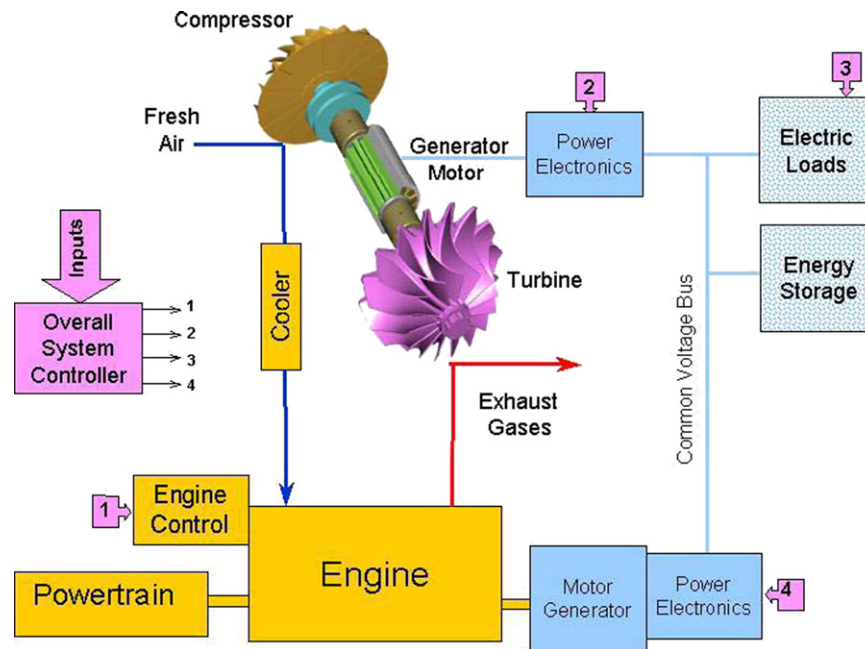 Compressor
Fresh
Air
Generator
Motor
2
Power
Electronics
3
Electric
Loads
Inputs
Overall
System
Controller
1
2
3
4
Cooler
Turbine
Energy
Storage
Common Voltage Bus
Exhaust
Gases
1
Engine
Control
Engine
Powertrain
Motor
Generator
Power
Electronics
4